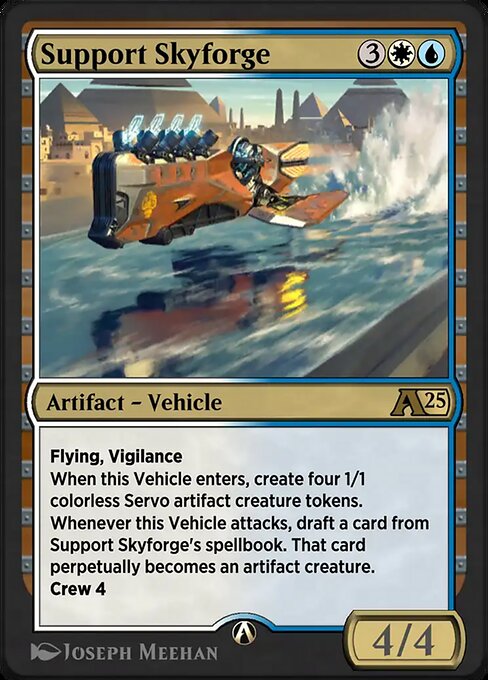 Support Skyforge 3
Artifact – Vehicle A25
Flying, Vigilance
When this Vehicle enters, create four 1/1
colorless Servo artifact creature tokens.
Whenever this Vehicle attacks, draft a card from
Support Skyforge's spellbook. That card
perpetually becomes an artifact creature.
Crew 4
4/4
Joseph Meehan